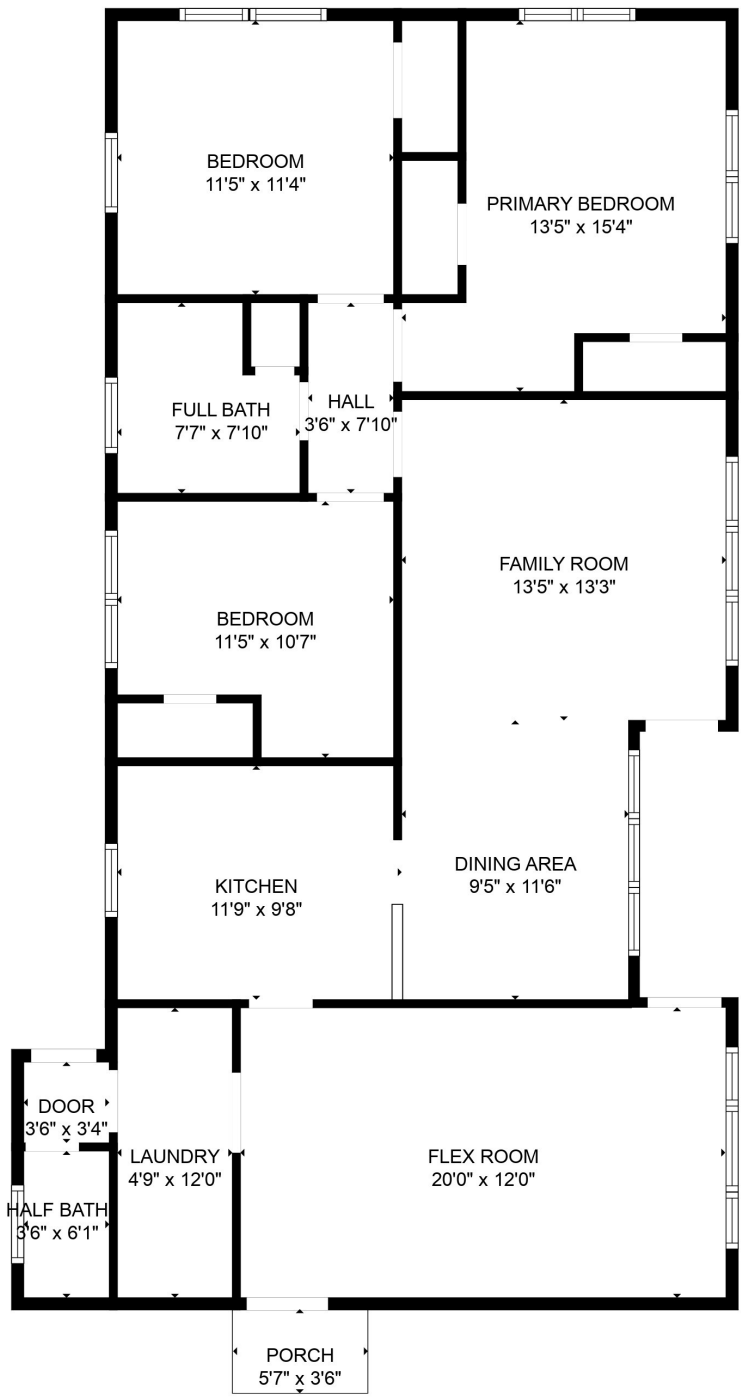 BEDROOM
11'5" x 11'4"
PRIMARY BEDROOM
13'5" x 15'4"
FULL BATH
7'7" x 7'10"
HALL
3'6" x 7'10"
FAMILY ROOM
13'5" x 13'3"
BEDROOM
11'5" x 10'7"
DINING AREA
9'5" x 11'6"
KITCHEN
11'9" x 9'8"
DOOR
3'6" x 3'4"
LAUNDRY
4'9" x 12'0"
FLEX ROOM
20'0" x 12'0"
HALF BATH
3'6" x 6'1"
PORCH
5'7" x 3'6"